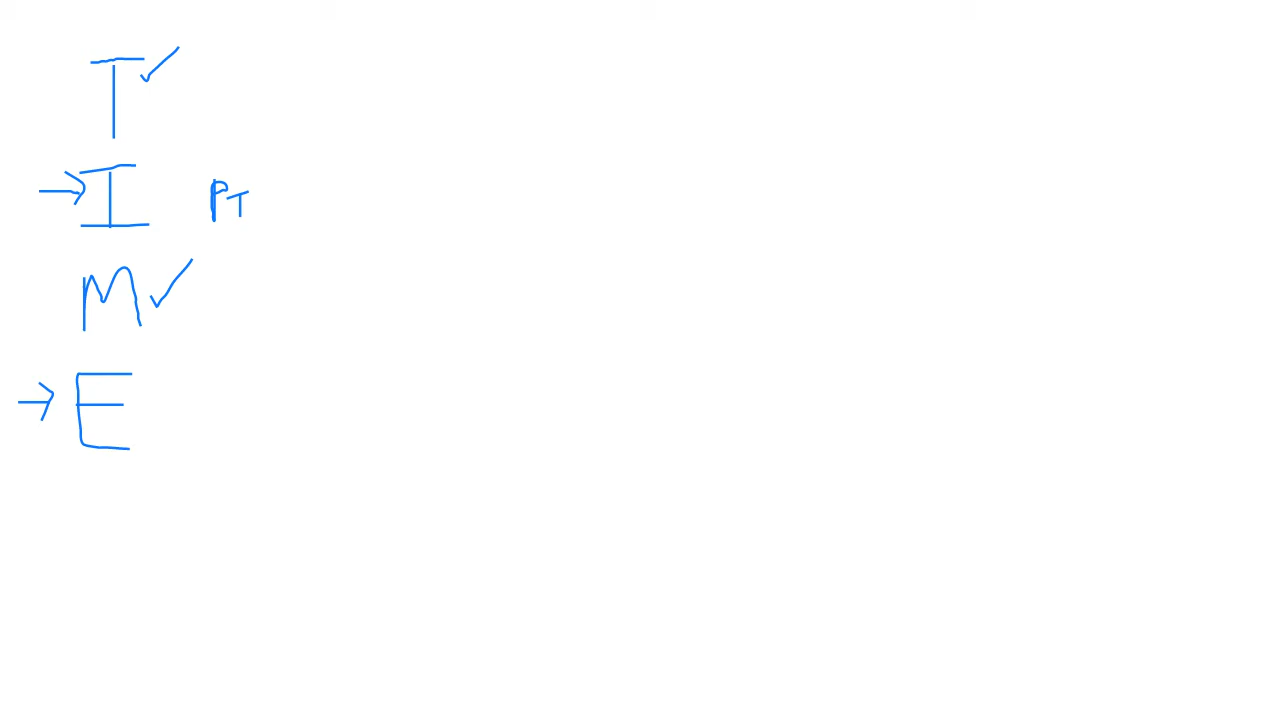 T ✓
→ I PT
M ✓
→ E